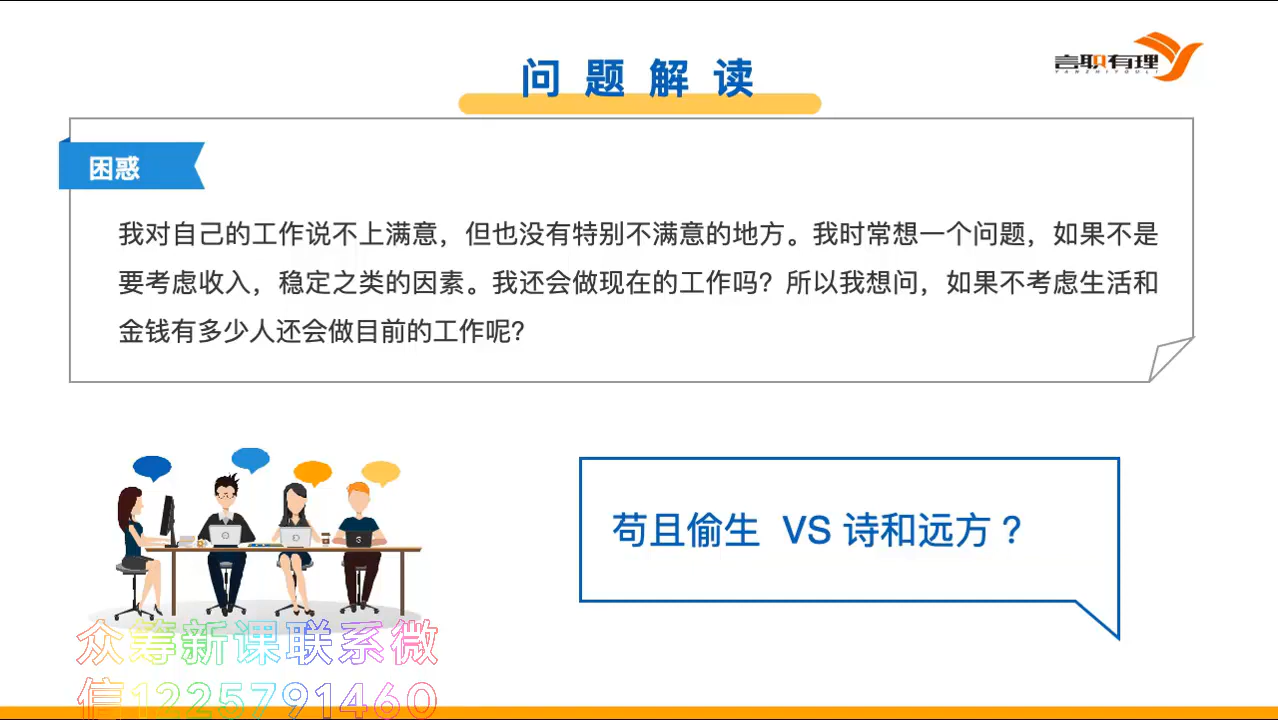 问题解读
言职有理
YANZHIYOULI
困惑
我对自己的工作说不上满意，但也没有特别不满意的地方。我时常想一个问题，如果不是
要考虑收入，稳定之类的因素。我还会做现在的工作吗？所以我想问，如果不考虑生活和
金钱有多少人还会做目前的工作呢？
苟且偷生 VS 诗和远方？
众筹新课联系微
信1225791460